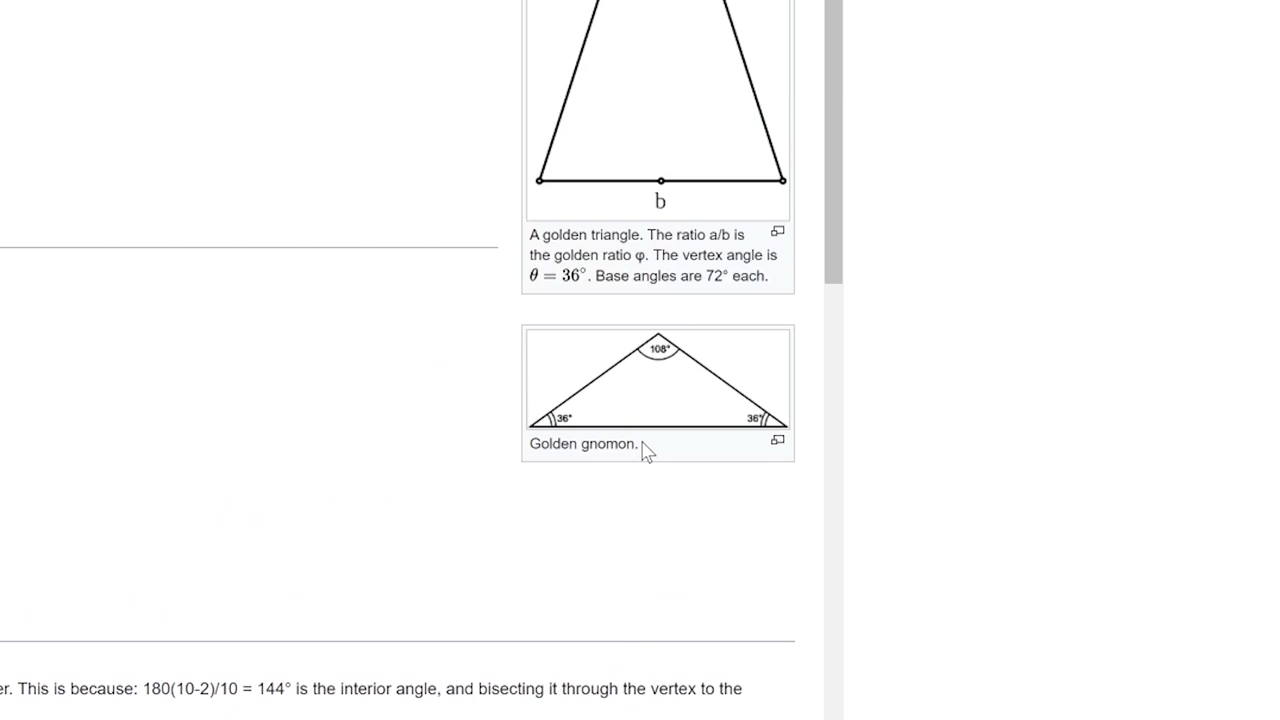 b
A golden triangle. The ratio a/b is
the golden ratio φ. The vertex angle is
θ = 36°. Base angles are 72° each.
108°
36° 36°
Golden gnomon.
er. This is because: 180(10-2)/10 = 144° is the interior angle, and bisecting it through the vertex to the